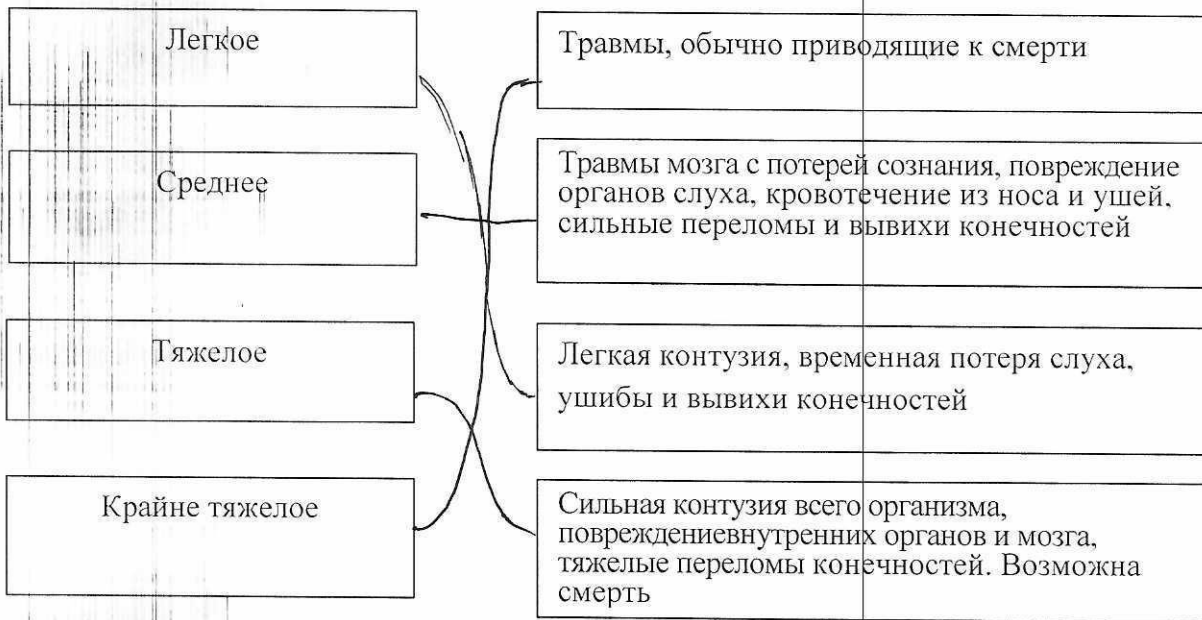 Легкое
Травмы, обычно приводящие к смерти
Среднее
Травмы мозга с потерей сознания, повреждение
органов слуха, кровотечение из носа и ушей,
сильные переломы и вывихи конечностей
Тяжелое
Легкая контузия, временная потеря слуха,
ушибы и вывихи конечностей
Крайне тяжелое
Сильная контузия всего организма,
повреждениевнутренних органов и мозга,
тяжелые переломы конечностей. Возможна
смерть